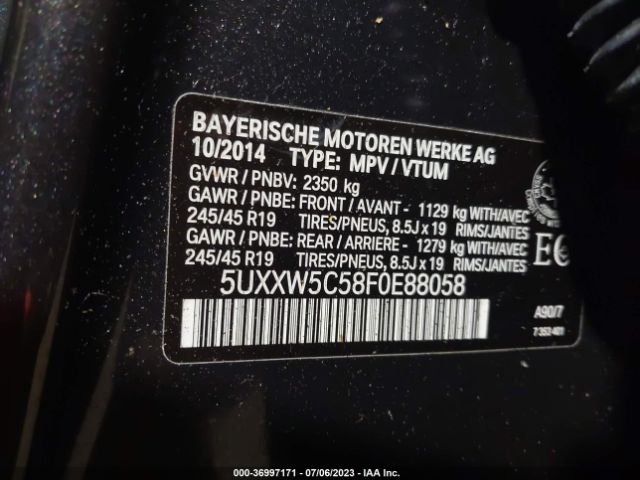 BAYERISCHE MOTOREN WERKE AG
10/2014 TYPE: MPV / VTUM
GVWR / PNBV: 2350 kg
GAWR / PNBE: FRONT / AVANT - 1129 kg WITH/AVEC
245/45 R19 TIRES/PNEUS, 8.5J x 19 RIMS/JANTES
GAWR / PNBE: REAR / ARRIERE - 1279 kg WITH/AVEC
245/45 R19 TIRES/PNEUS, 8.5J x 19 RIMS/JANTES
5UXXW5C58F0E88058
A90/7
000-36997171 | 07/06/2023 - IAA Inc.